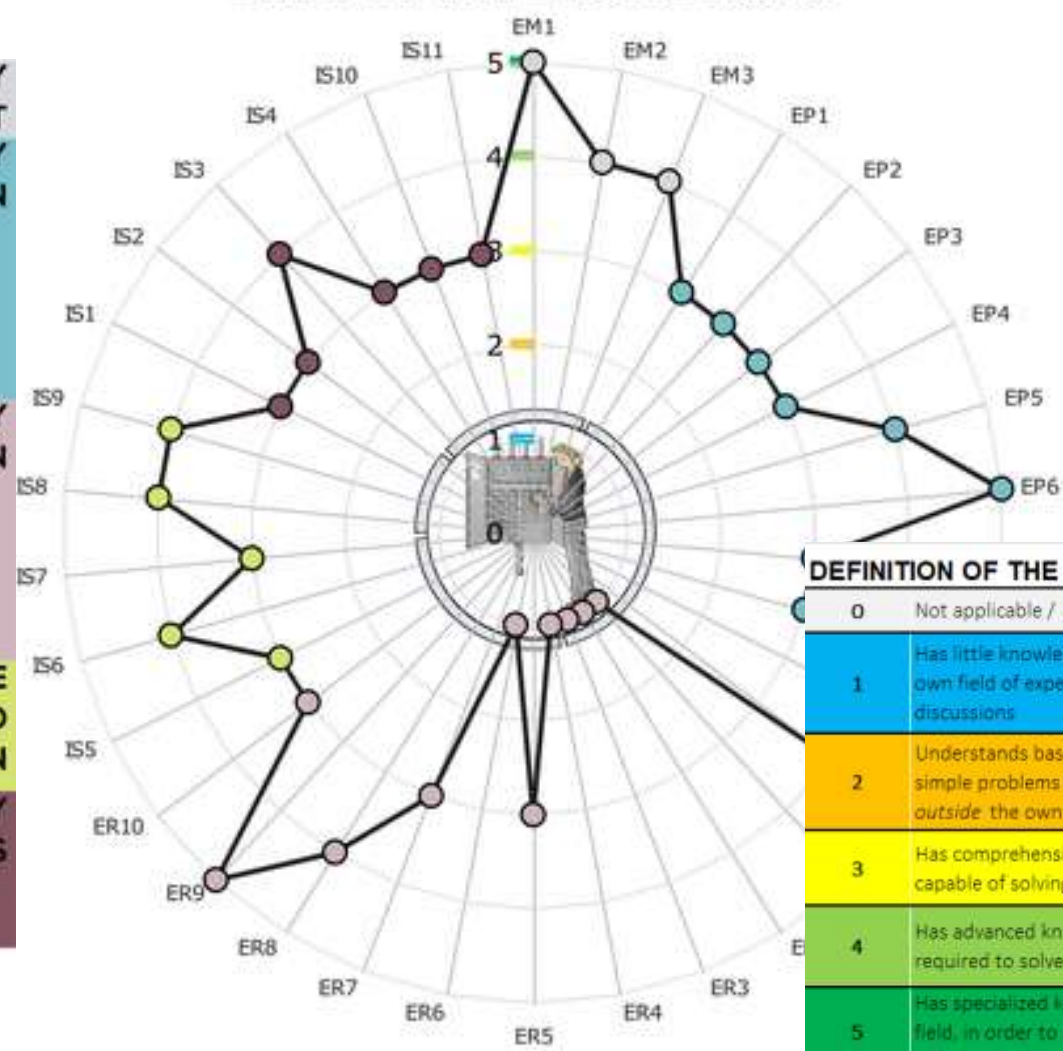 EM1
EM2
EM3
EP1
EP2
EP3
EP4
EP5
EP6
ER3
ER4
ER5
ER6
ER7
ER8
ER9
ER10
IS5
IS6
IS7
IS8
IS9
IS1
IS2
IS3
IS4
IS10
IS11
5
4
3
2
1
0
Y
T
Y
N
Y
N
E
O
N
Y
S
DEFINITION OF THE
0 Not applicable /
1 Has little knowle
own field of expe
discussions
2 Understands bas
simple problems
outside the own
3 Has comprehensi
capable of solving
4 Has advanced kn
required to solve
5 Has specialized k
field, in order to